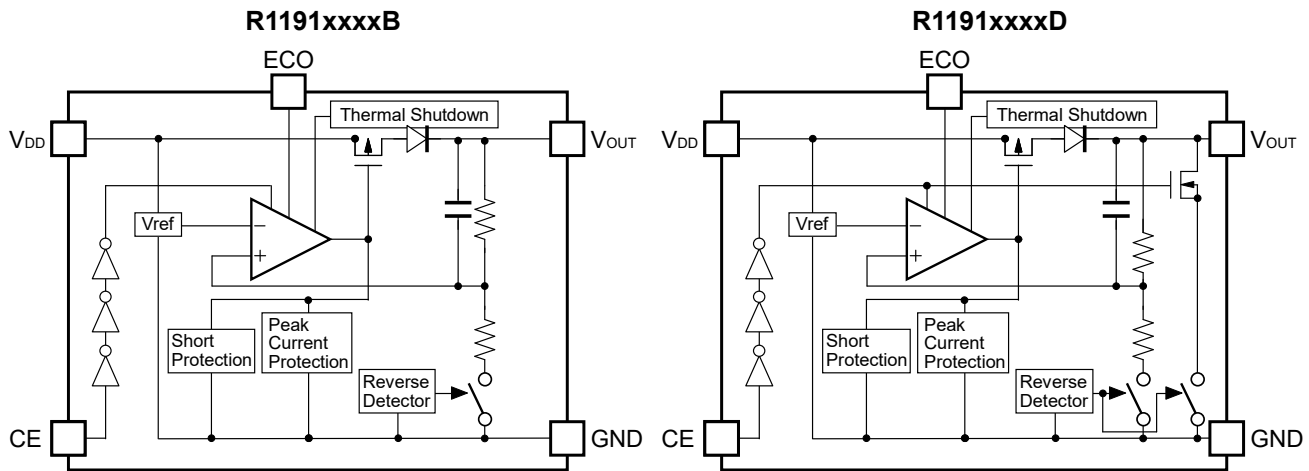 R1191xxxxB
ECO
Thermal Shutdown
VDD
VOUT
Vref
−
+
Short
Protection
Peak
Current
Protection
Reverse
Detector
CE
GND
R1191xxxxD
ECO
Thermal Shutdown
VDD
VOUT
Vref
−
+
Short
Protection
Peak
Current
Protection
Reverse
Detector
CE
GND